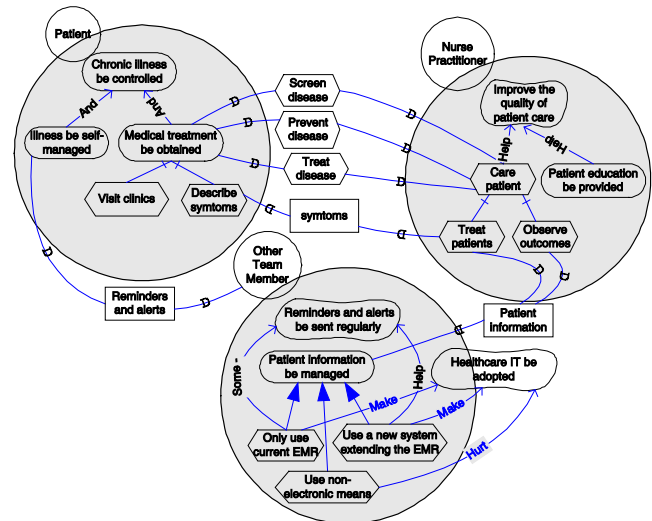 Patient
Nurse
Practitioner
Chronic illness
be controlled
Screen
disease
Improve the
quality of
patient care
And
And
Prevent
disease
Illness be self-
managed
Medical treatment
be obtained
Help
Help
Treat
disease
Care
patient
Patient education
be provided
Visit clinics
Describe
symtoms
symtoms
Treat
patients
Observe
outcomes
D
D
D
D
D
D
D
D
D
D
D
D
D
Other
Team
Member
Reminders
and alerts
Patient
information
Reminders and alerts
be sent regularly
Patient Information
be managed
Healthcare IT be
adopted
Some -
Help
Make
Make
Only use
current EMR
Use a new system
extending the EMR
Hurt
Use non-
electronic means